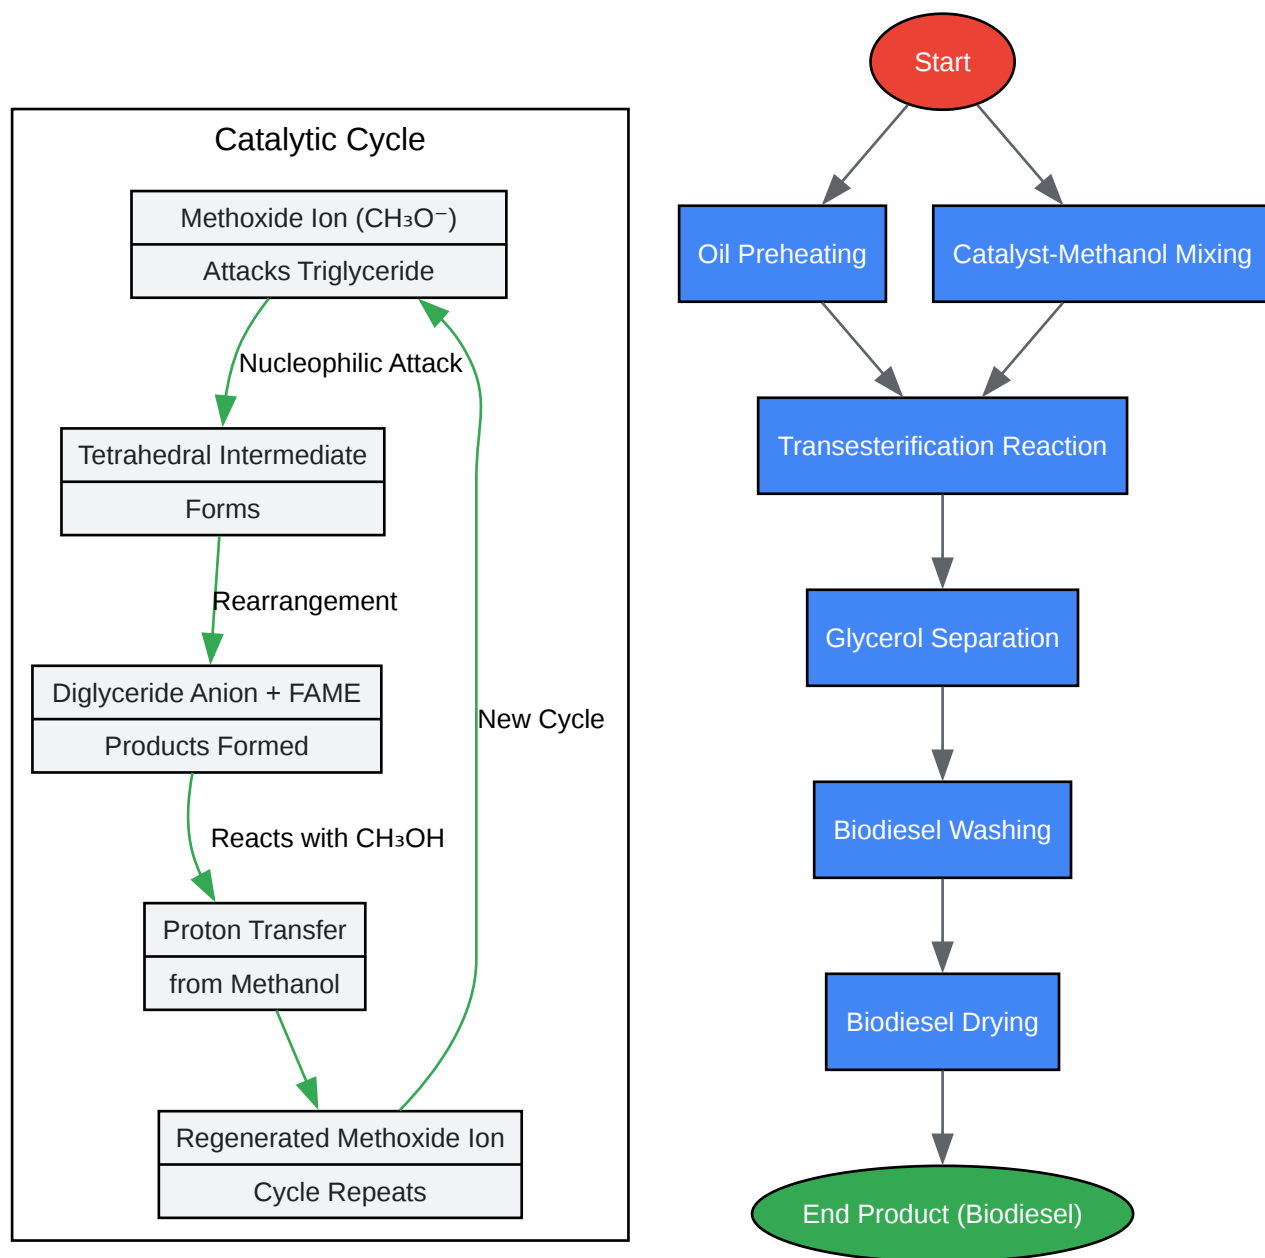 Catalytic Cycle
Methoxide Ion (CH₃O⁻)
Attacks Triglyceride
Nucleophilic Attack
Tetrahedral Intermediate
Forms
Rearrangement
Diglyceride Anion + FAME
Products Formed
New Cycle
Reacts with CH₃OH
Proton Transfer
from Methanol
Regenerated Methoxide Ion
Cycle Repeats
Start
Oil Preheating
Catalyst-Methanol Mixing
Transesterification Reaction
Glycerol Separation
Biodiesel Washing
Biodiesel Drying
End Product (Biodiesel)